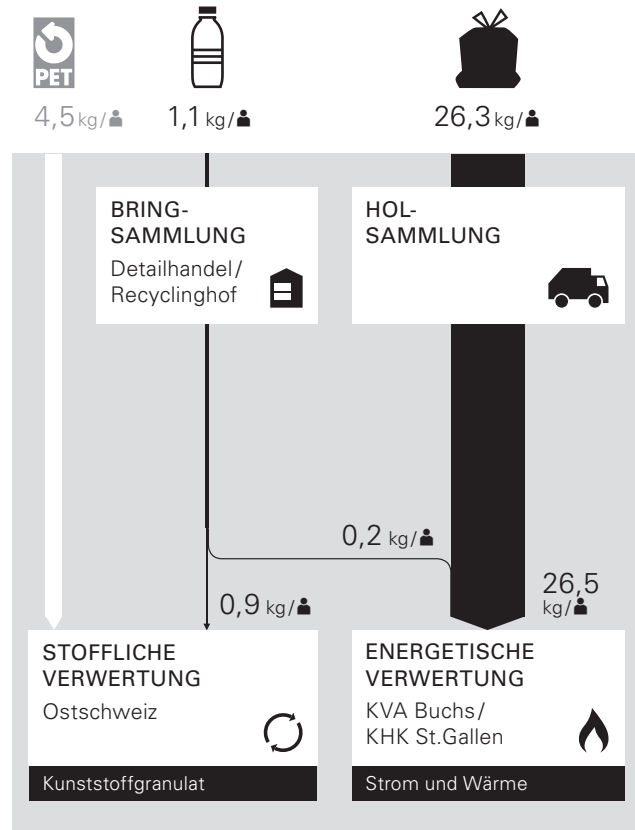 PET
4,5 kg/
1,1 kg/
26,3 kg/
BRING-
SAMMLUNG
Detailhandel/
Recyclinghof
HOL-
SAMMLUNG
0,2 kg/
0,9 kg/
26,5
kg/
STOFFLICHE
VERWERTUNG
Ostschweiz
Kunststoffgranulat
ENERGETISCHE
VERWERTUNG
KVA Buchs/
KHK St.Gallen
Strom und Wärme